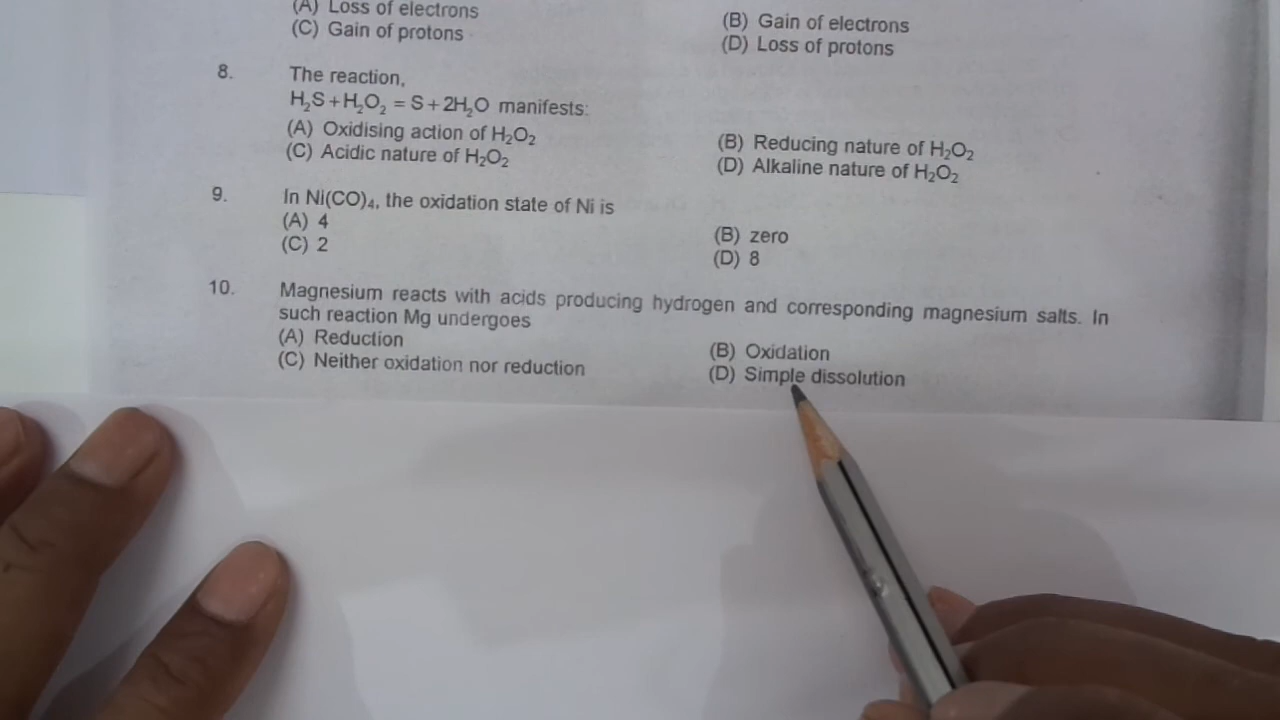 (A) Loss of electrons (B) Gain of electrons
(C) Gain of protons (D) Loss of protons
8. The reaction,
H₂S+H₂O₂ = S+2H₂O manifests:
(A) Oxidising action of H₂O₂ (B) Reducing nature of H₂O₂
(C) Acidic nature of H₂O₂ (D) Alkaline nature of H₂O₂
9. In Ni(CO)₄, the oxidation state of Ni is
(A) 4 (B) zero
(C) 2 (D) 8
10. Magnesium reacts with acids producing hydrogen and corresponding magnesium salts. In
such reaction Mg undergoes
(A) Reduction (B) Oxidation
(C) Neither oxidation nor reduction (D) Simple dissolution